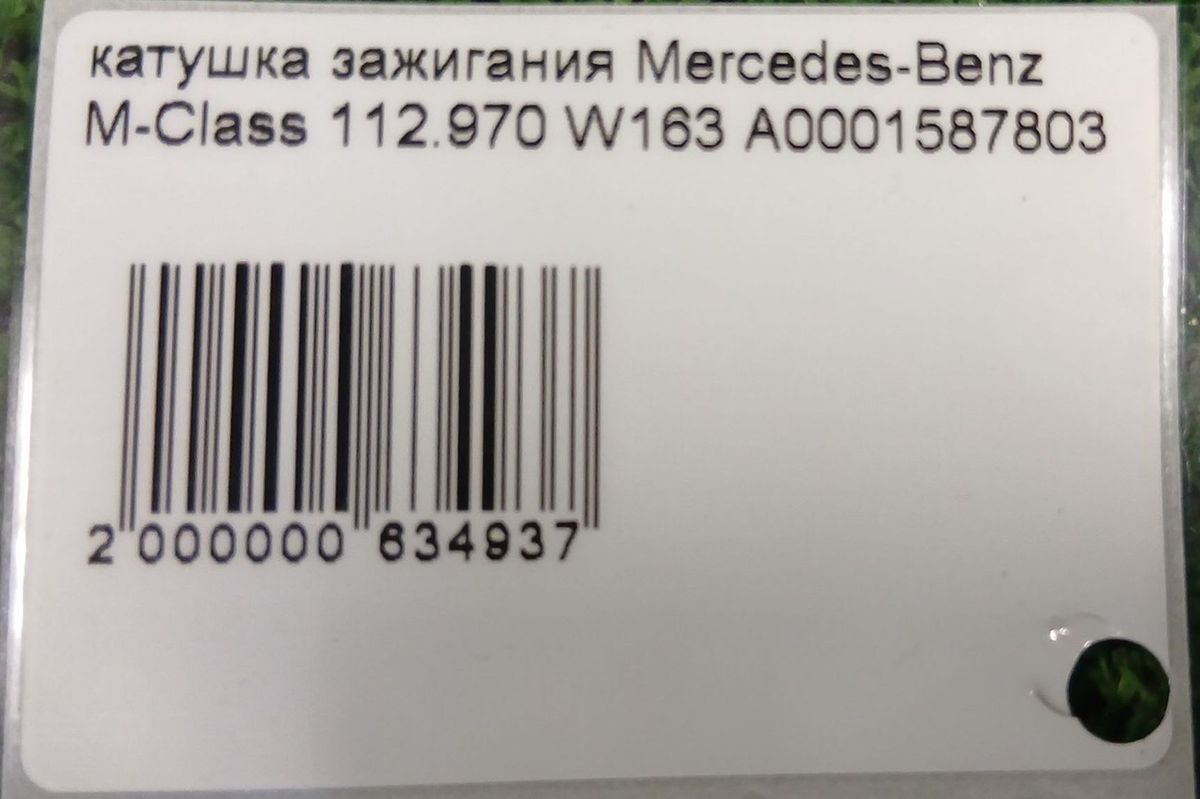 катушка зажигания Mercedes-Benz
M-Class 112.970 W163 A0001587803
2 000000 634937